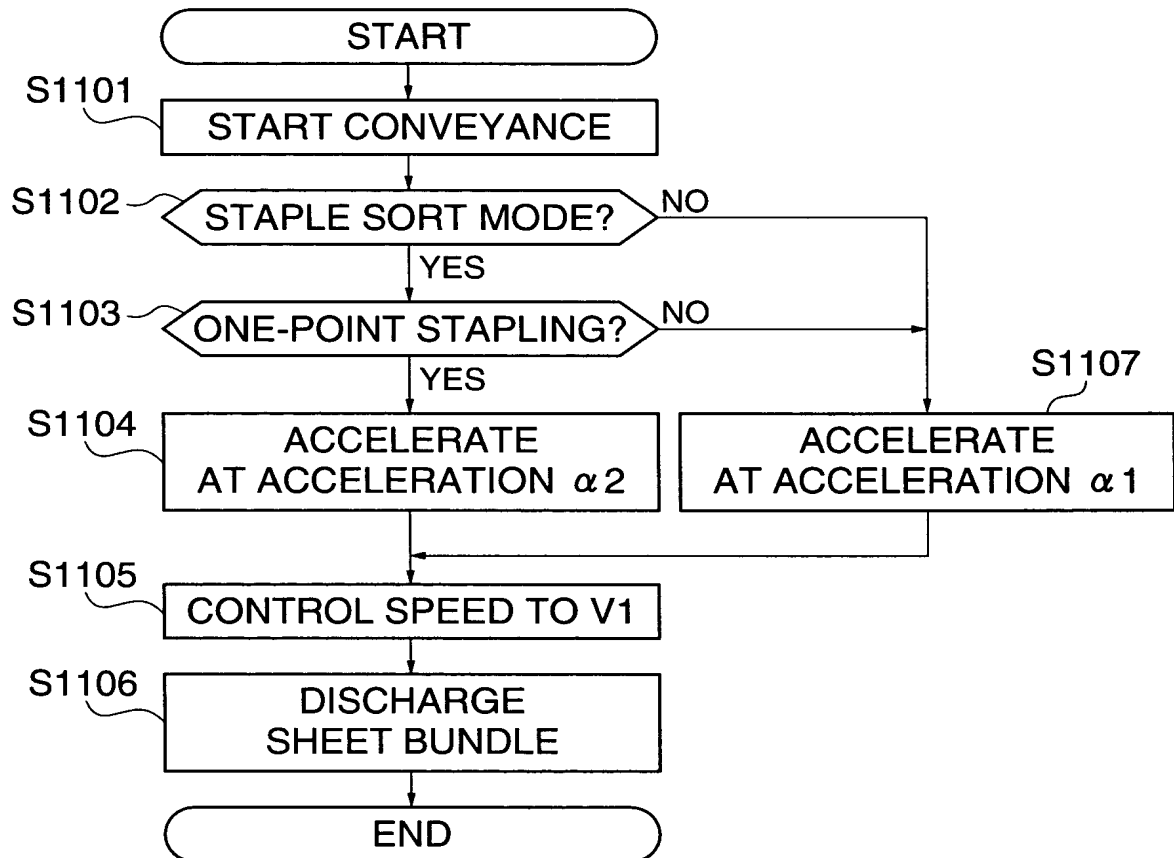 START
S1101
START CONVEYANCE
S1102
STAPLE SORT MODE?
NO
YES
S1103
ONE-POINT STAPLING?
NO
YES
S1107
S1104
ACCELERATE
AT ACCELERATION α2
ACCELERATE
AT ACCELERATION α1
S1105
CONTROL SPEED TO V1
S1106
DISCHARGE
SHEET BUNDLE
END